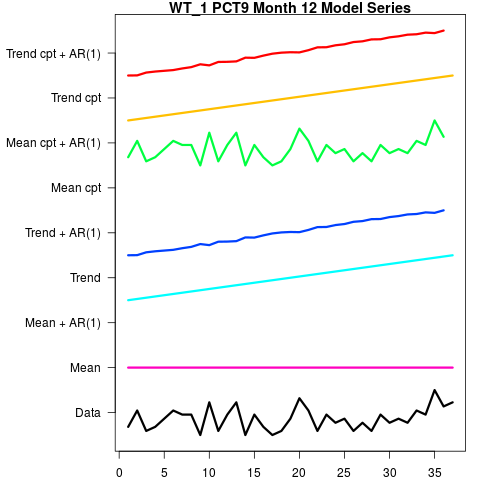 WT_1 PCT9 Month 12 Model Series
Trend cpt + AR(1)
Trend cpt
Mean cpt + AR(1)
Mean cpt
Trend + AR(1)
Trend
Mean + AR(1)
Mean
Data
0 5 10 15 20 25 30 35